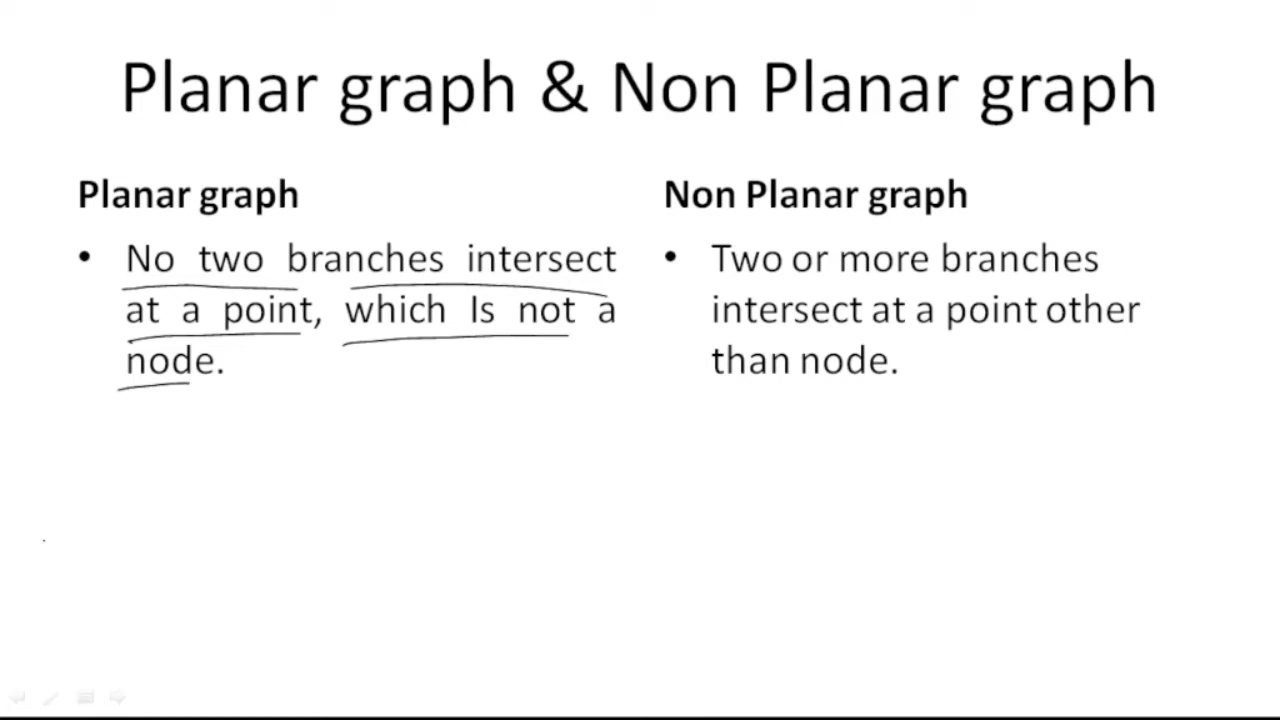 Planar graph & Non Planar graph
Planar graph
• No two branches intersect
at a point, which Is not a
node.
Non Planar graph
• Two or more branches
intersect at a point other
than node.